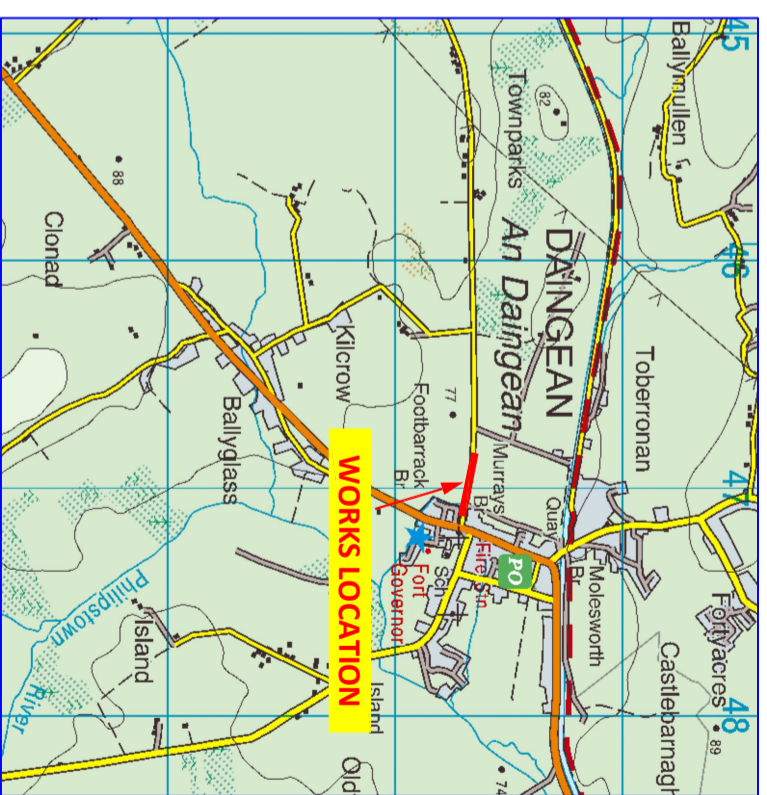 45
Ballymullen
82
Townparks
88
DAINGEAN
An Daingean
46
Clonad
Toberronan
Kilcrow
77
Footbarrack
Br
Murrays
Br
Ballyglass
47
Quay
Br
Molesworth
Fire Stn
PO
Fort
Governor
Sch
WORKS LOCATION
Philipstown
River
Island
Fortyacres
Castlebarnagh
48
89
Island
Old
74